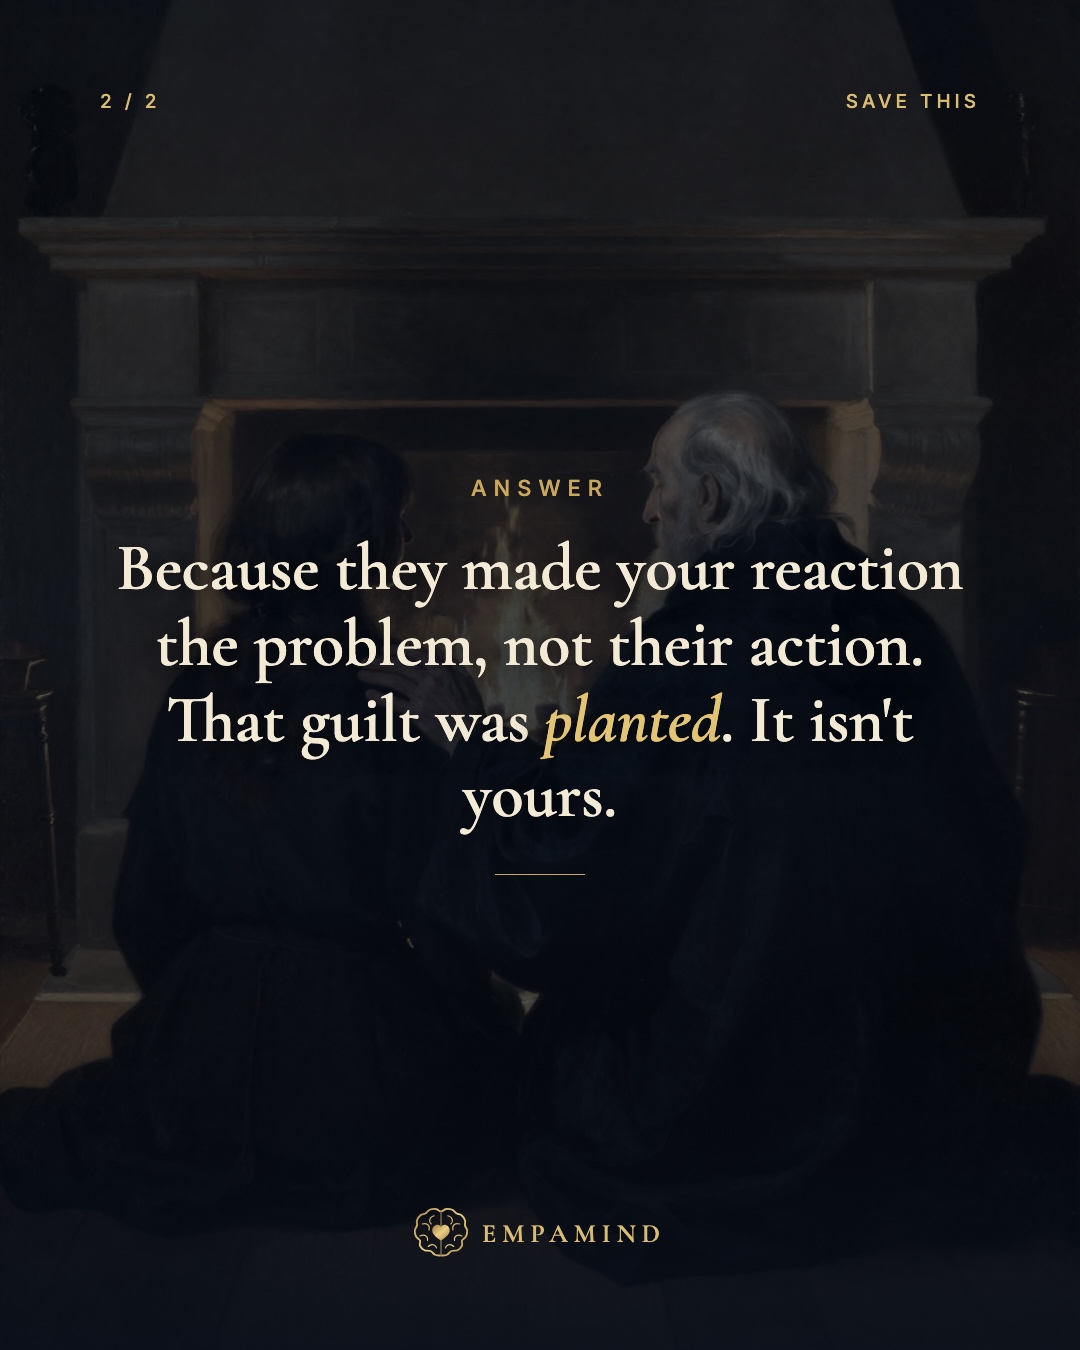 2 / 2
SAVE THIS
ANSWER
Because they made your reaction
the problem, not their action.
That guilt was planted. It isn't
yours.
EMPAMIND